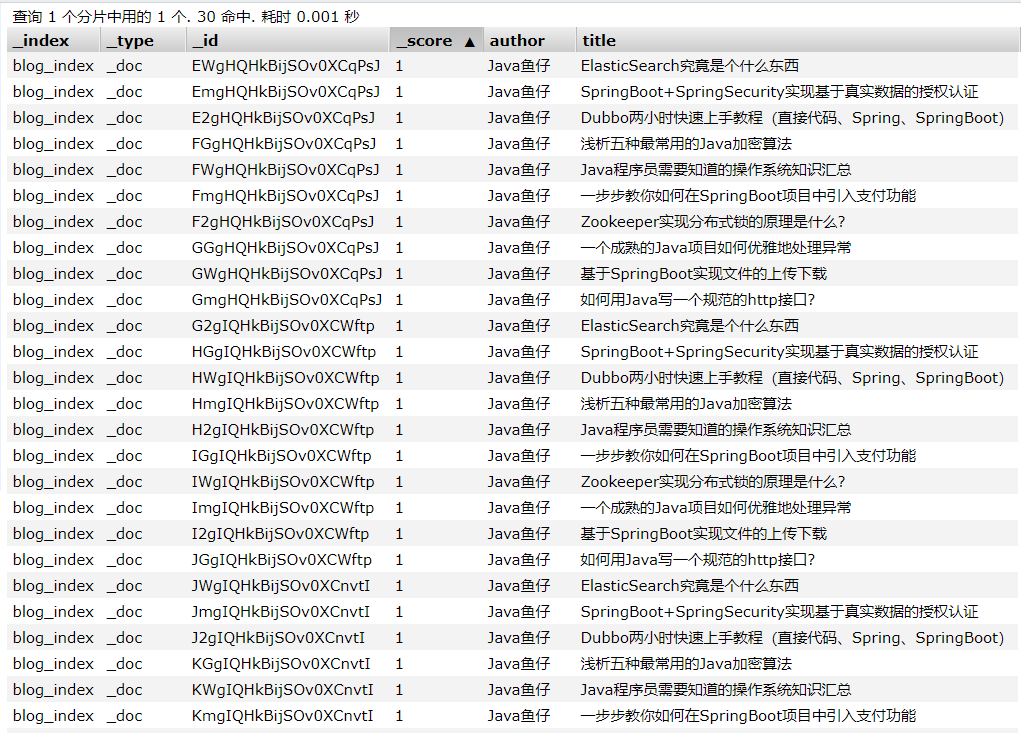 查询 1 个分片中用的 1 个. 30 命中. 耗时 0.001 秒
_index _type _id _score ▲ author title
blog_index _doc EWgHQHkBijSOv0XCqPsJ 1 Java鱼仔 ElasticSearch究竟是个什么东西
blog_index _doc EmgHQHkBijSOv0XCqPsJ 1 Java鱼仔 SpringBoot+SpringSecurity实现基于真实数据的授权认证
blog_index _doc E2gHQHkBijSOv0XCqPsJ 1 Java鱼仔 Dubbo两小时快速上手教程（直接代码、Spring、SpringBoot）
blog_index _doc FGgHQHkBijSOv0XCqPsJ 1 Java鱼仔 浅析五种最常用的Java加密算法
blog_index _doc FWgHQHkBijSOv0XCqPsJ 1 Java鱼仔 Java程序员需要知道的操作系统知识汇总
blog_index _doc FmgHQHkBijSOv0XCqPsJ 1 Java鱼仔 一步步教你如何在SpringBoot项目中引入支付功能
blog_index _doc F2gHQHkBijSOv0XCqPsJ 1 Java鱼仔 Zookeeper实现分布式锁的原理是什么？
blog_index _doc GGgHQHkBijSOv0XCqPsJ 1 Java鱼仔 一个成熟的Java项目如何优雅地处理异常
blog_index _doc GWgHQHkBijSOv0XCqPsJ 1 Java鱼仔 基于SpringBoot实现文件的上传下载
blog_index _doc GmgHQHkBijSOv0XCqPsJ 1 Java鱼仔 如何用Java写一个规范的http接口？
blog_index _doc G2gIQHkBijSOv0XCWftp 1 Java鱼仔 ElasticSearch究竟是个什么东西
blog_index _doc HGgIQHkBijSOv0XCWftp 1 Java鱼仔 SpringBoot+SpringSecurity实现基于真实数据的授权认证
blog_index _doc HWgIQHkBijSOv0XCWftp 1 Java鱼仔 Dubbo两小时快速上手教程（直接代码、Spring、SpringBoot）
blog_index _doc HmgIQHkBijSOv0XCWftp 1 Java鱼仔 浅析五种最常用的Java加密算法
blog_index _doc H2gIQHkBijSOv0XCWftp 1 Java鱼仔 Java程序员需要知道的操作系统知识汇总
blog_index _doc IGgIQHkBijSOv0XCWftp 1 Java鱼仔 一步步教你如何在SpringBoot项目中引入支付功能
blog_index _doc IWgIQHkBijSOv0XCWftp 1 Java鱼仔 Zookeeper实现分布式锁的原理是什么？
blog_index _doc ImgIQHkBijSOv0XCWftp 1 Java鱼仔 一个成熟的Java项目如何优雅地处理异常
blog_index _doc I2gIQHkBijSOv0XCWftp 1 Java鱼仔 基于SpringBoot实现文件的上传下载
blog_index _doc JGgIQHkBijSOv0XCWftp 1 Java鱼仔 如何用Java写一个规范的http接口？
blog_index _doc JWgIQHkBijSOv0XCnvtI 1 Java鱼仔 ElasticSearch究竟是个什么东西
blog_index _doc JmgIQHkBijSOv0XCnvtI 1 Java鱼仔 SpringBoot+SpringSecurity实现基于真实数据的授权认证
blog_index _doc J2gIQHkBijSOv0XCnvtI 1 Java鱼仔 Dubbo两小时快速上手教程（直接代码、Spring、SpringBoot）
blog_index _doc KGgIQHkBijSOv0XCnvtI 1 Java鱼仔 浅析五种最常用的Java加密算法
blog_index _doc KWgIQHkBijSOv0XCnvtI 1 Java鱼仔 Java程序员需要知道的操作系统知识汇总
blog_index _doc KmgIQHkBijSOv0XCnvtI 1 Java鱼仔 一步步教你如何在SpringBoot项目中引入支付功能